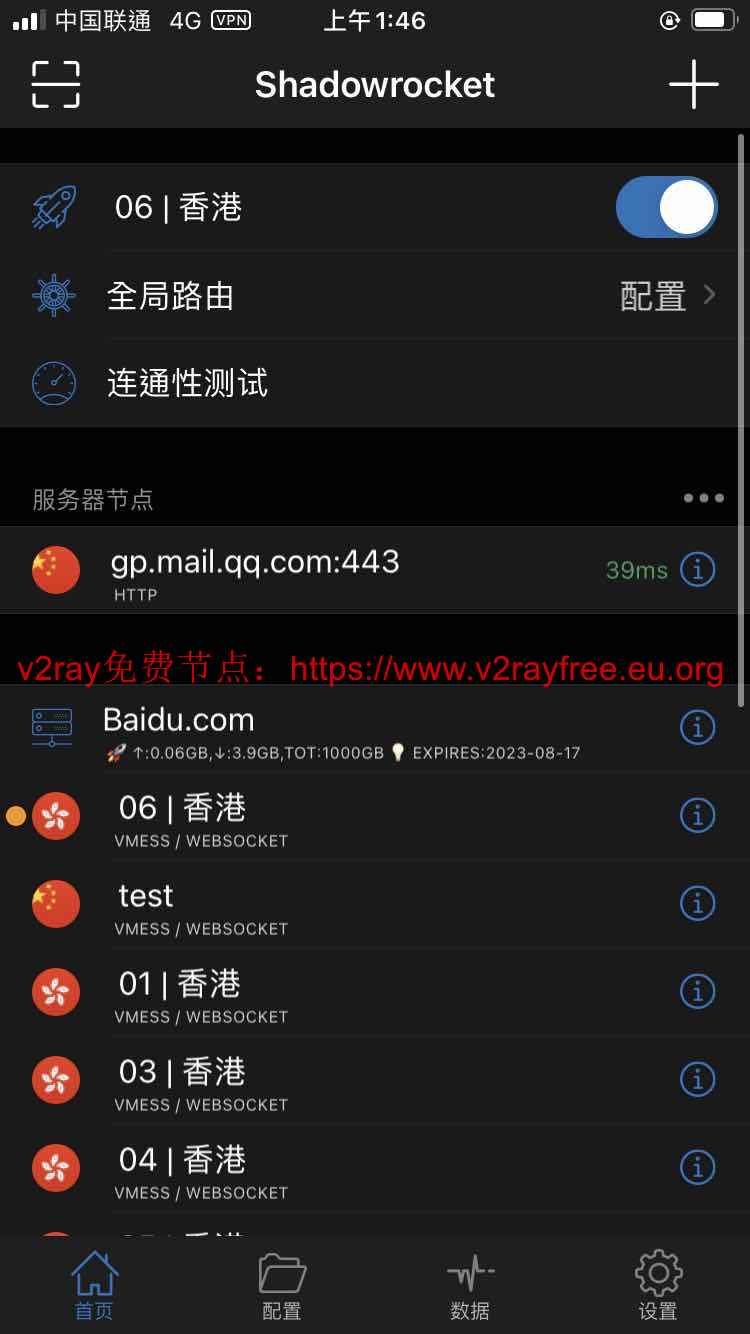 中国联通 4G VPN 上午1:46
Shadowrocket
06 | 香港
全局路由 配置
连通性测试
服务器节点
gp.mail.qq.com:443 39ms
HTTP
v2ray免费节点：https://www.v2rayfree.eu.org
Baidu.com
🚀 ↑:0.06GB,↓:3.9GB,TOT:1000GB 💡 EXPIRES:2023-08-17
06 | 香港
VMESS / WEBSOCKET
test
VMESS / WEBSOCKET
01 | 香港
VMESS / WEBSOCKET
03 | 香港
VMESS / WEBSOCKET
04 | 香港
VMESS / WEBSOCKET
首页 配置 数据 设置